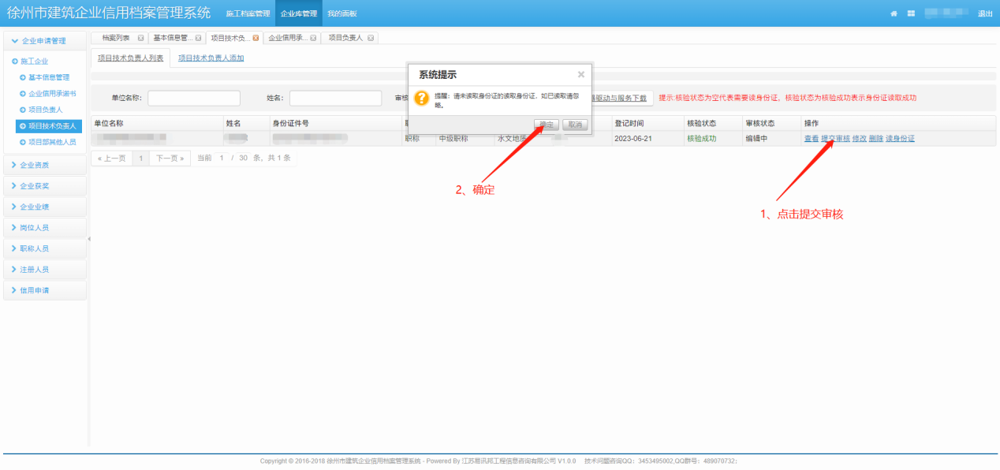 徐州市建筑企业信用档案管理系统 施工档案管理 企业库管理 我的面板 退出
企业申请管理
施工企业
基本信息管理
企业信用承诺书
项目负责人
项目技术负责人
项目部其他人员
企业资质
企业获奖
企业业绩
岗位人员
职称人员
注册人员
信用申请
档案列表 基本信息管... 项目技术负... 企业信用承... 项目负责人
项目技术负责人列表 项目技术负责人添加
单位名称: 姓名: 审核 驱动与服务下载 提示:核验状态为空代表需要读身份证，核验状态为核验成功表示身份证读取成功
系统提示
提醒：请未读取身份证的读取身份证，如已读取请忽
略。
确定 取消
单位名称 姓名 身份证件号 登记时间 核验状态 审核状态 操作
职称 中级职称 水文地质 2023-06-21 核验成功 编辑中 查看 提交审核 修改 删除 读身份证
« 上一页 1 下一页 » 当前 1 / 30 条，共 1 条
2、确定
1、点击提交审核
Copyright © 2016-2018 徐州市建筑企业信用档案管理系统 - Powered By 江苏易讯邦工程信息咨询有限公司 V1.0.0 技术问题咨询QQ：3453495002,QQ群号：489070732；